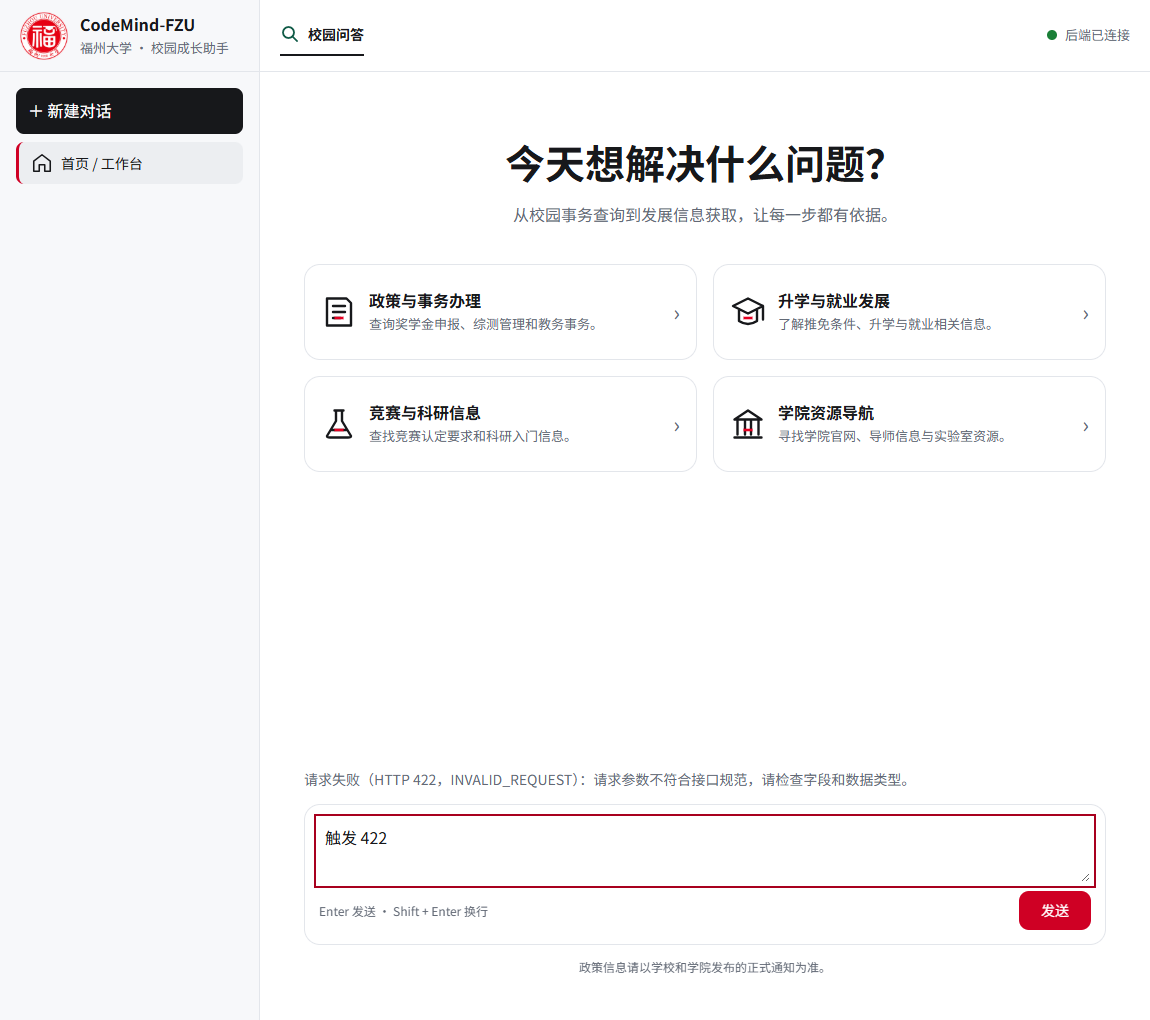 福
CodeMind-FZU
福州大学 · 校园成长助手
+ 新建对话
首页 / 工作台
校园问答
后端已连接
今天想解决什么问题？
从校园事务查询到发展信息获取，让每一步都有依据。
政策与事务办理
查询奖学金申报、综测管理和教务事务。
升学与就业发展
了解推免条件、升学与就业相关信息。
竞赛与科研信息
查找竞赛认定要求和科研入门信息。
学院资源导航
寻找学院官网、导师信息与实验室资源。
请求失败（HTTP 422，INVALID_REQUEST）：请求参数不符合接口规范，请检查字段和数据类型。
触发 422
Enter 发送 · Shift + Enter 换行
发送
政策信息请以学校和学院发布的正式通知为准。